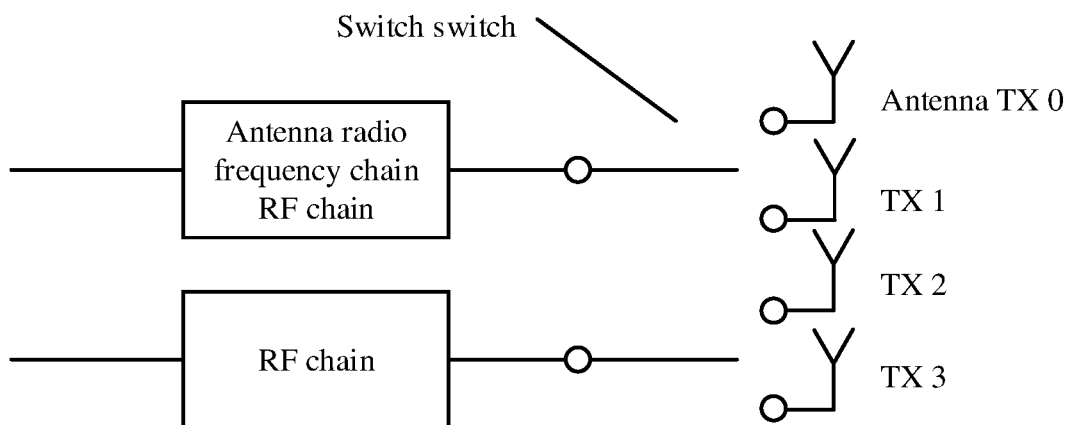 Switch switch
Antenna TX 0
Antenna radio
frequency chain
RF chain
TX 1
TX 2
RF chain
TX 3